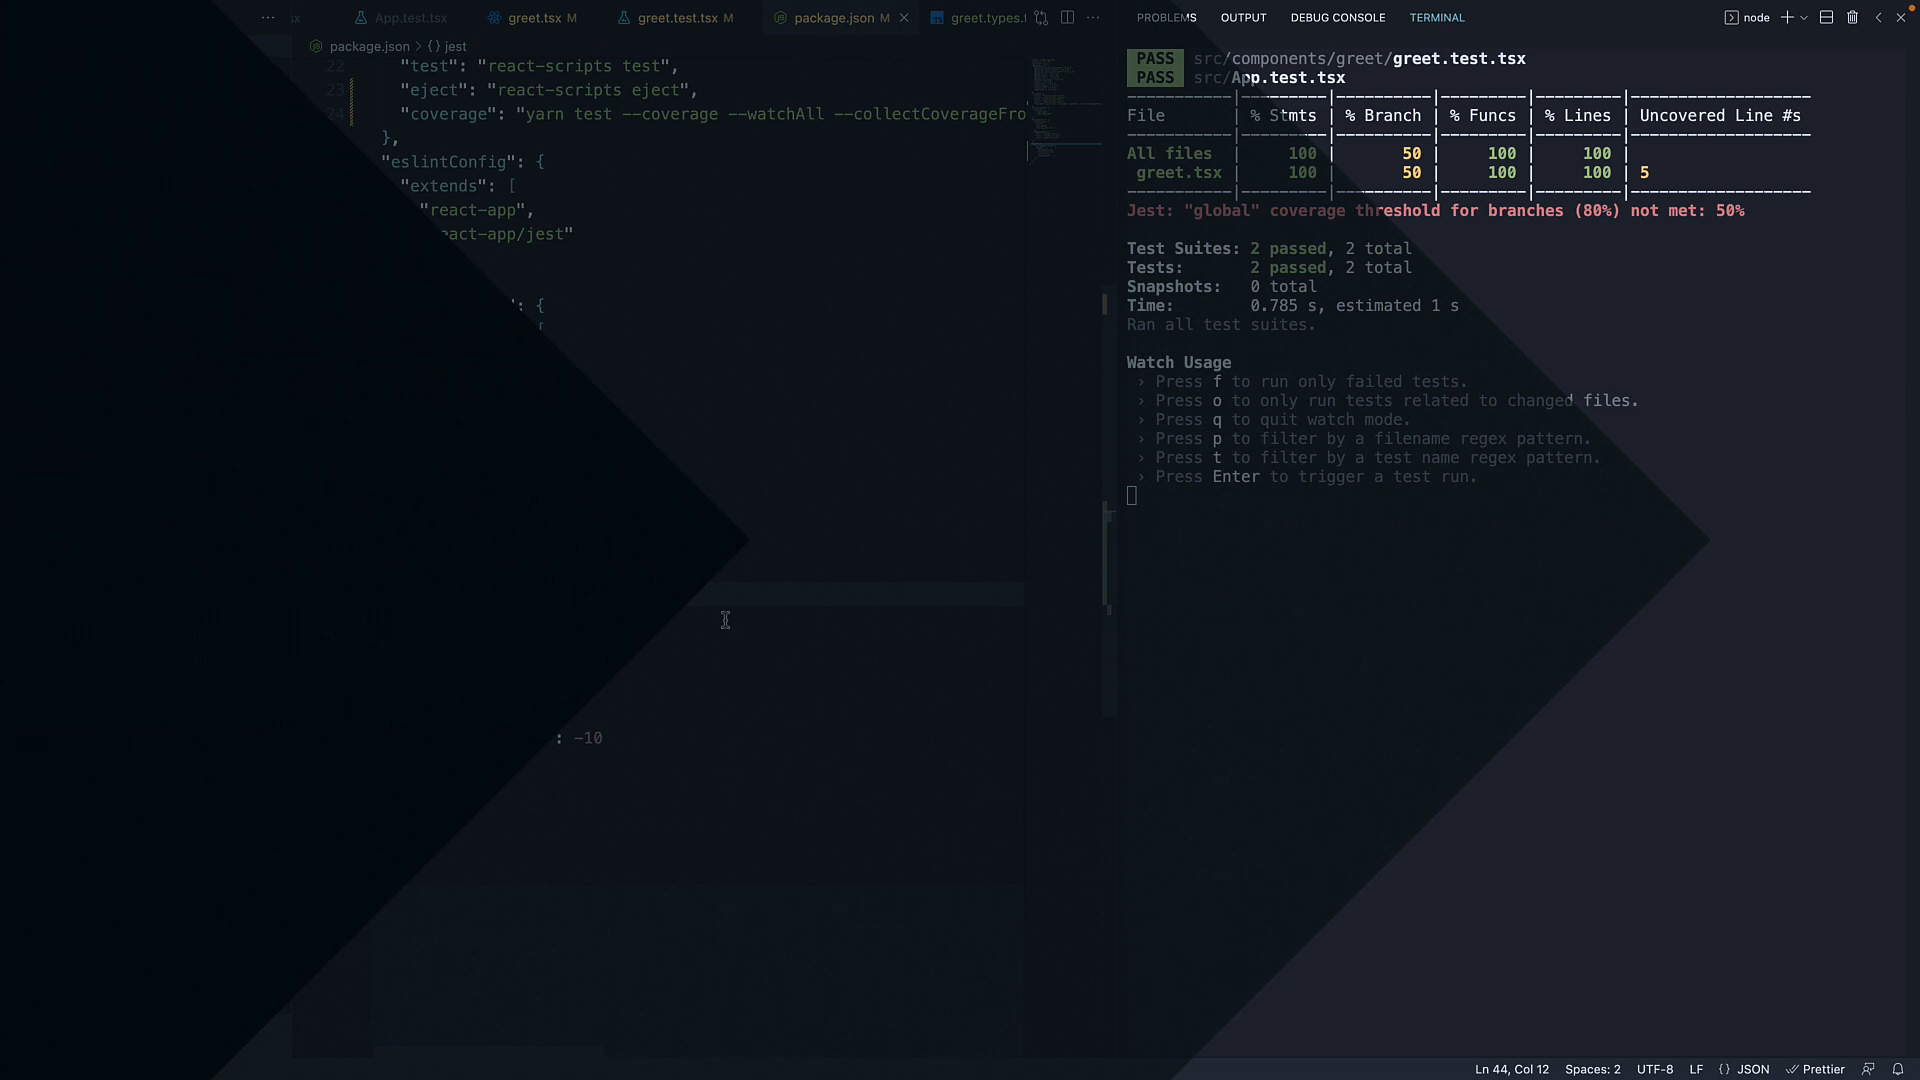 App.test.tsx greet.tsx M greet.test.tsx M package.json M greet.types.t
package.json > {} jest
22 "test": "react-scripts test",
23 "eject": "react-scripts eject",
24 "coverage": "yarn test --coverage --watchAll --collectCoverageFro
},
"eslintConfig": {
"extends": [
"react-app",
act-app/jest"
: {
[
: -10
PROBLEMS OUTPUT DEBUG CONSOLE TERMINAL
node
PASS src/components/greet/greet.test.tsx
PASS src/App.test.tsx
File | % Stmts | % Branch | % Funcs | % Lines | Uncovered Line #s
All files | 100 | 50 | 100 | 100 |
greet.tsx | 100 | 50 | 100 | 100 | 5
Jest: "global" coverage threshold for branches (80%) not met: 50%
Test Suites: 2 passed, 2 total
Tests: 2 passed, 2 total
Snapshots: 0 total
Time: 0.785 s, estimated 1 s
Ran all test suites.
Watch Usage
› Press f to run only failed tests.
› Press o to only run tests related to changed files.
› Press q to quit watch mode.
› Press p to filter by a filename regex pattern.
› Press t to filter by a test name regex pattern.
› Press Enter to trigger a test run.
Ln 44, Col 12 Spaces: 2 UTF-8 LF {} JSON Prettier